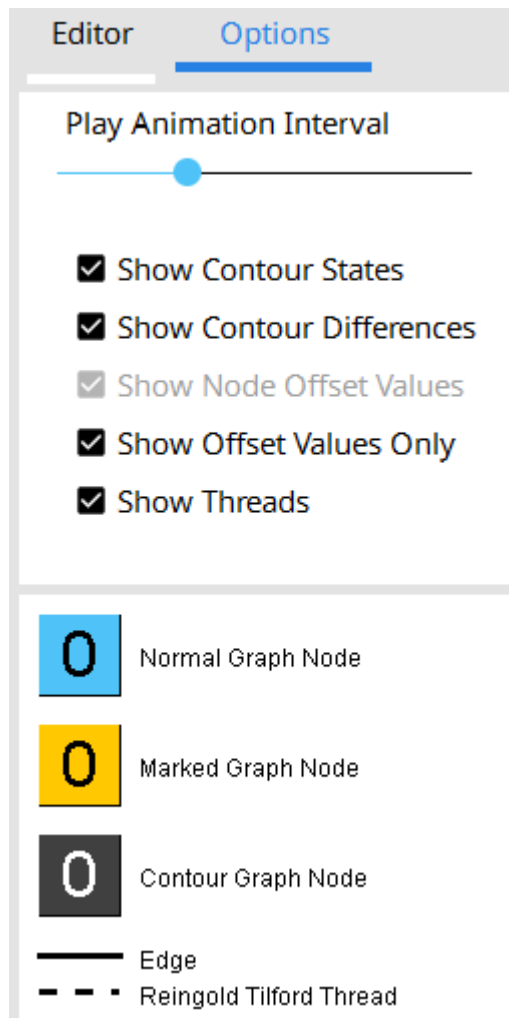 Editor Options
Play Animation Interval
Show Contour States
Show Contour Differences
Show Node Offset Values
Show Offset Values Only
Show Threads
0 Normal Graph Node
0 Marked Graph Node
0 Contour Graph Node
Edge
Reingold Tilford Thread